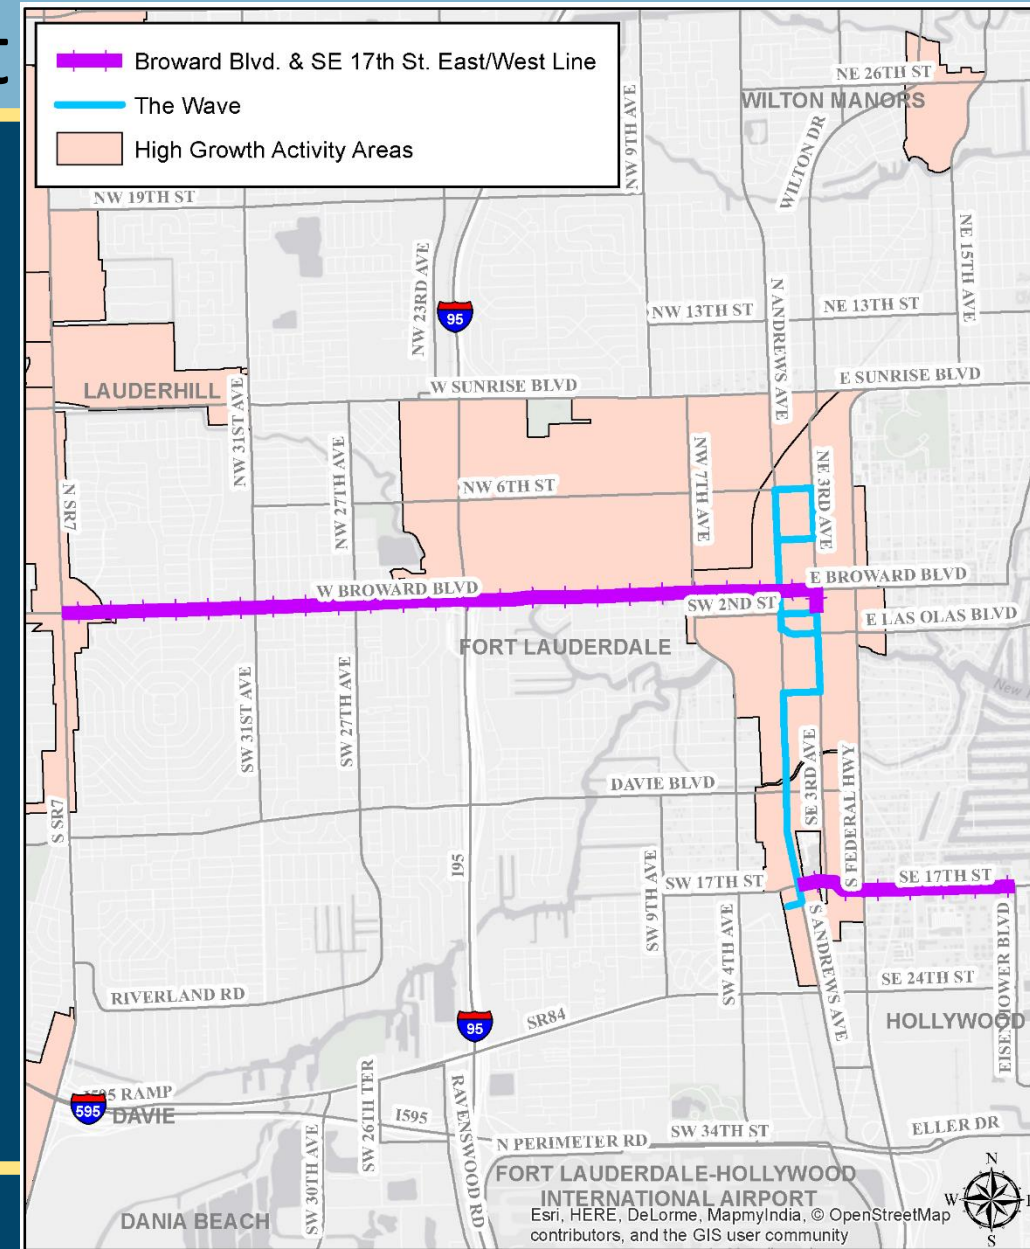 t
Broward Blvd. & SE 17th St. East/West Line
The Wave
High Growth Activity Areas
NE 26TH ST
WILTON MANORS
NW 9TH AVE
WILTON DR
NW 19TH ST
NE 15TH AVE
NW 23RD AVE
N ANDREWS AVE
95
NW 13TH ST
NE 13TH ST
LAUDERHILL
NW 31ST AVE
W SUNRISE BLVD
E SUNRISE BLVD
N SR7
NW 27TH AVE
NW 6TH ST
NW 7TH AVE
NE 3RD AVE
W BROWARD BLVD
E BROWARD BLVD
SW 2ND ST
E LAS OLAS BLVD
FORT LAUDERDALE
SW 31ST AVE
SW 27TH AVE
New
S SR7
DAVIE BLVD
SE 3RD AVE
S FEDERAL HWY
I95
SW 9TH AVE
SW 17TH ST
SE 17TH ST
SW 4TH AVE
S ANDREWS AVE
EISENHOWER BLVD
RIVERLAND RD
SE 24TH ST
95
SR84
HOLLYWOOD
I595 RAMP
595
DAVIE
SW 26TH TER
I595
RAVENSWOOD RD
N PERIMETER RD
SW 34TH ST
ELLER DR
SW 30TH AVE
FORT LAUDERDALE-HOLLYWOOD
INTERNATIONAL AIRPORT
DANIA BEACH
Esri, HERE, DeLorme, MapmyIndia, © OpenStreetMap
contributors, and the GIS user community
N
W
E
S